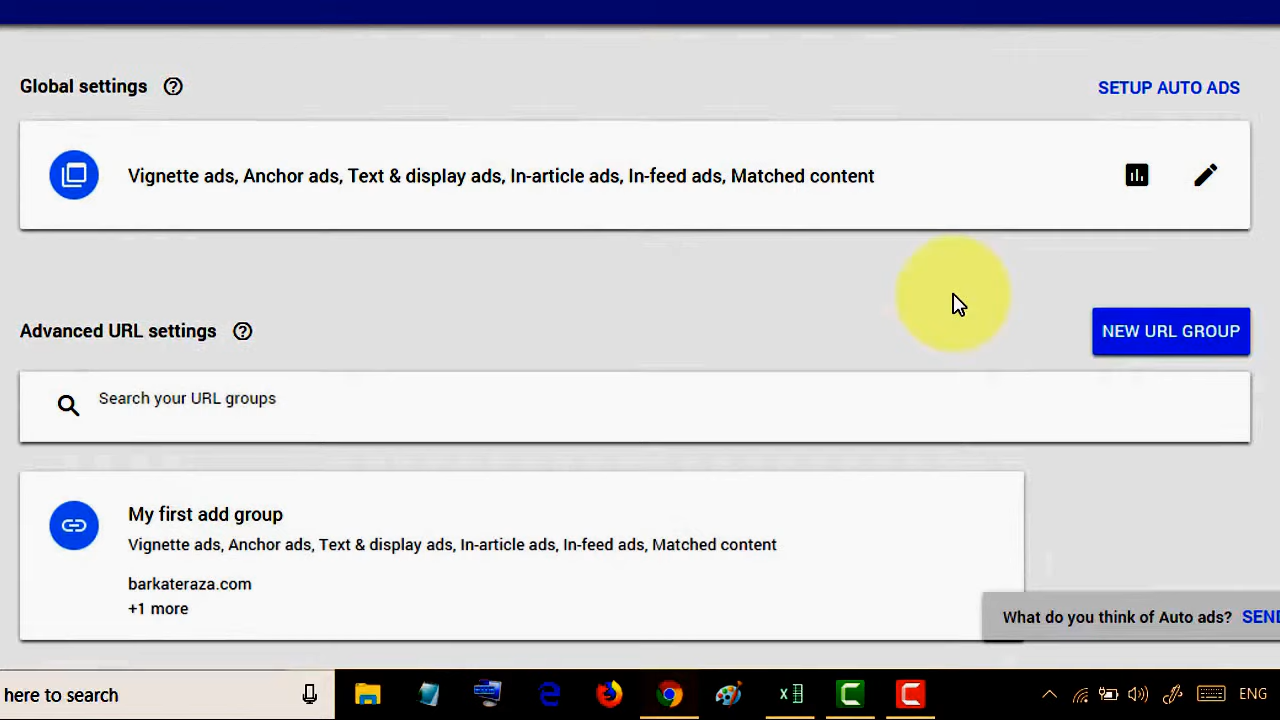 Global settings
SETUP AUTO ADS
Vignette ads, Anchor ads, Text & display ads, In-article ads, In-feed ads, Matched content
Advanced URL settings
NEW URL GROUP
Search your URL groups
My first add group
Vignette ads, Anchor ads, Text & display ads, In-article ads, In-feed ads, Matched content
barkateraza.com
+1 more
What do you think of Auto ads? SEND
here to search
ENG